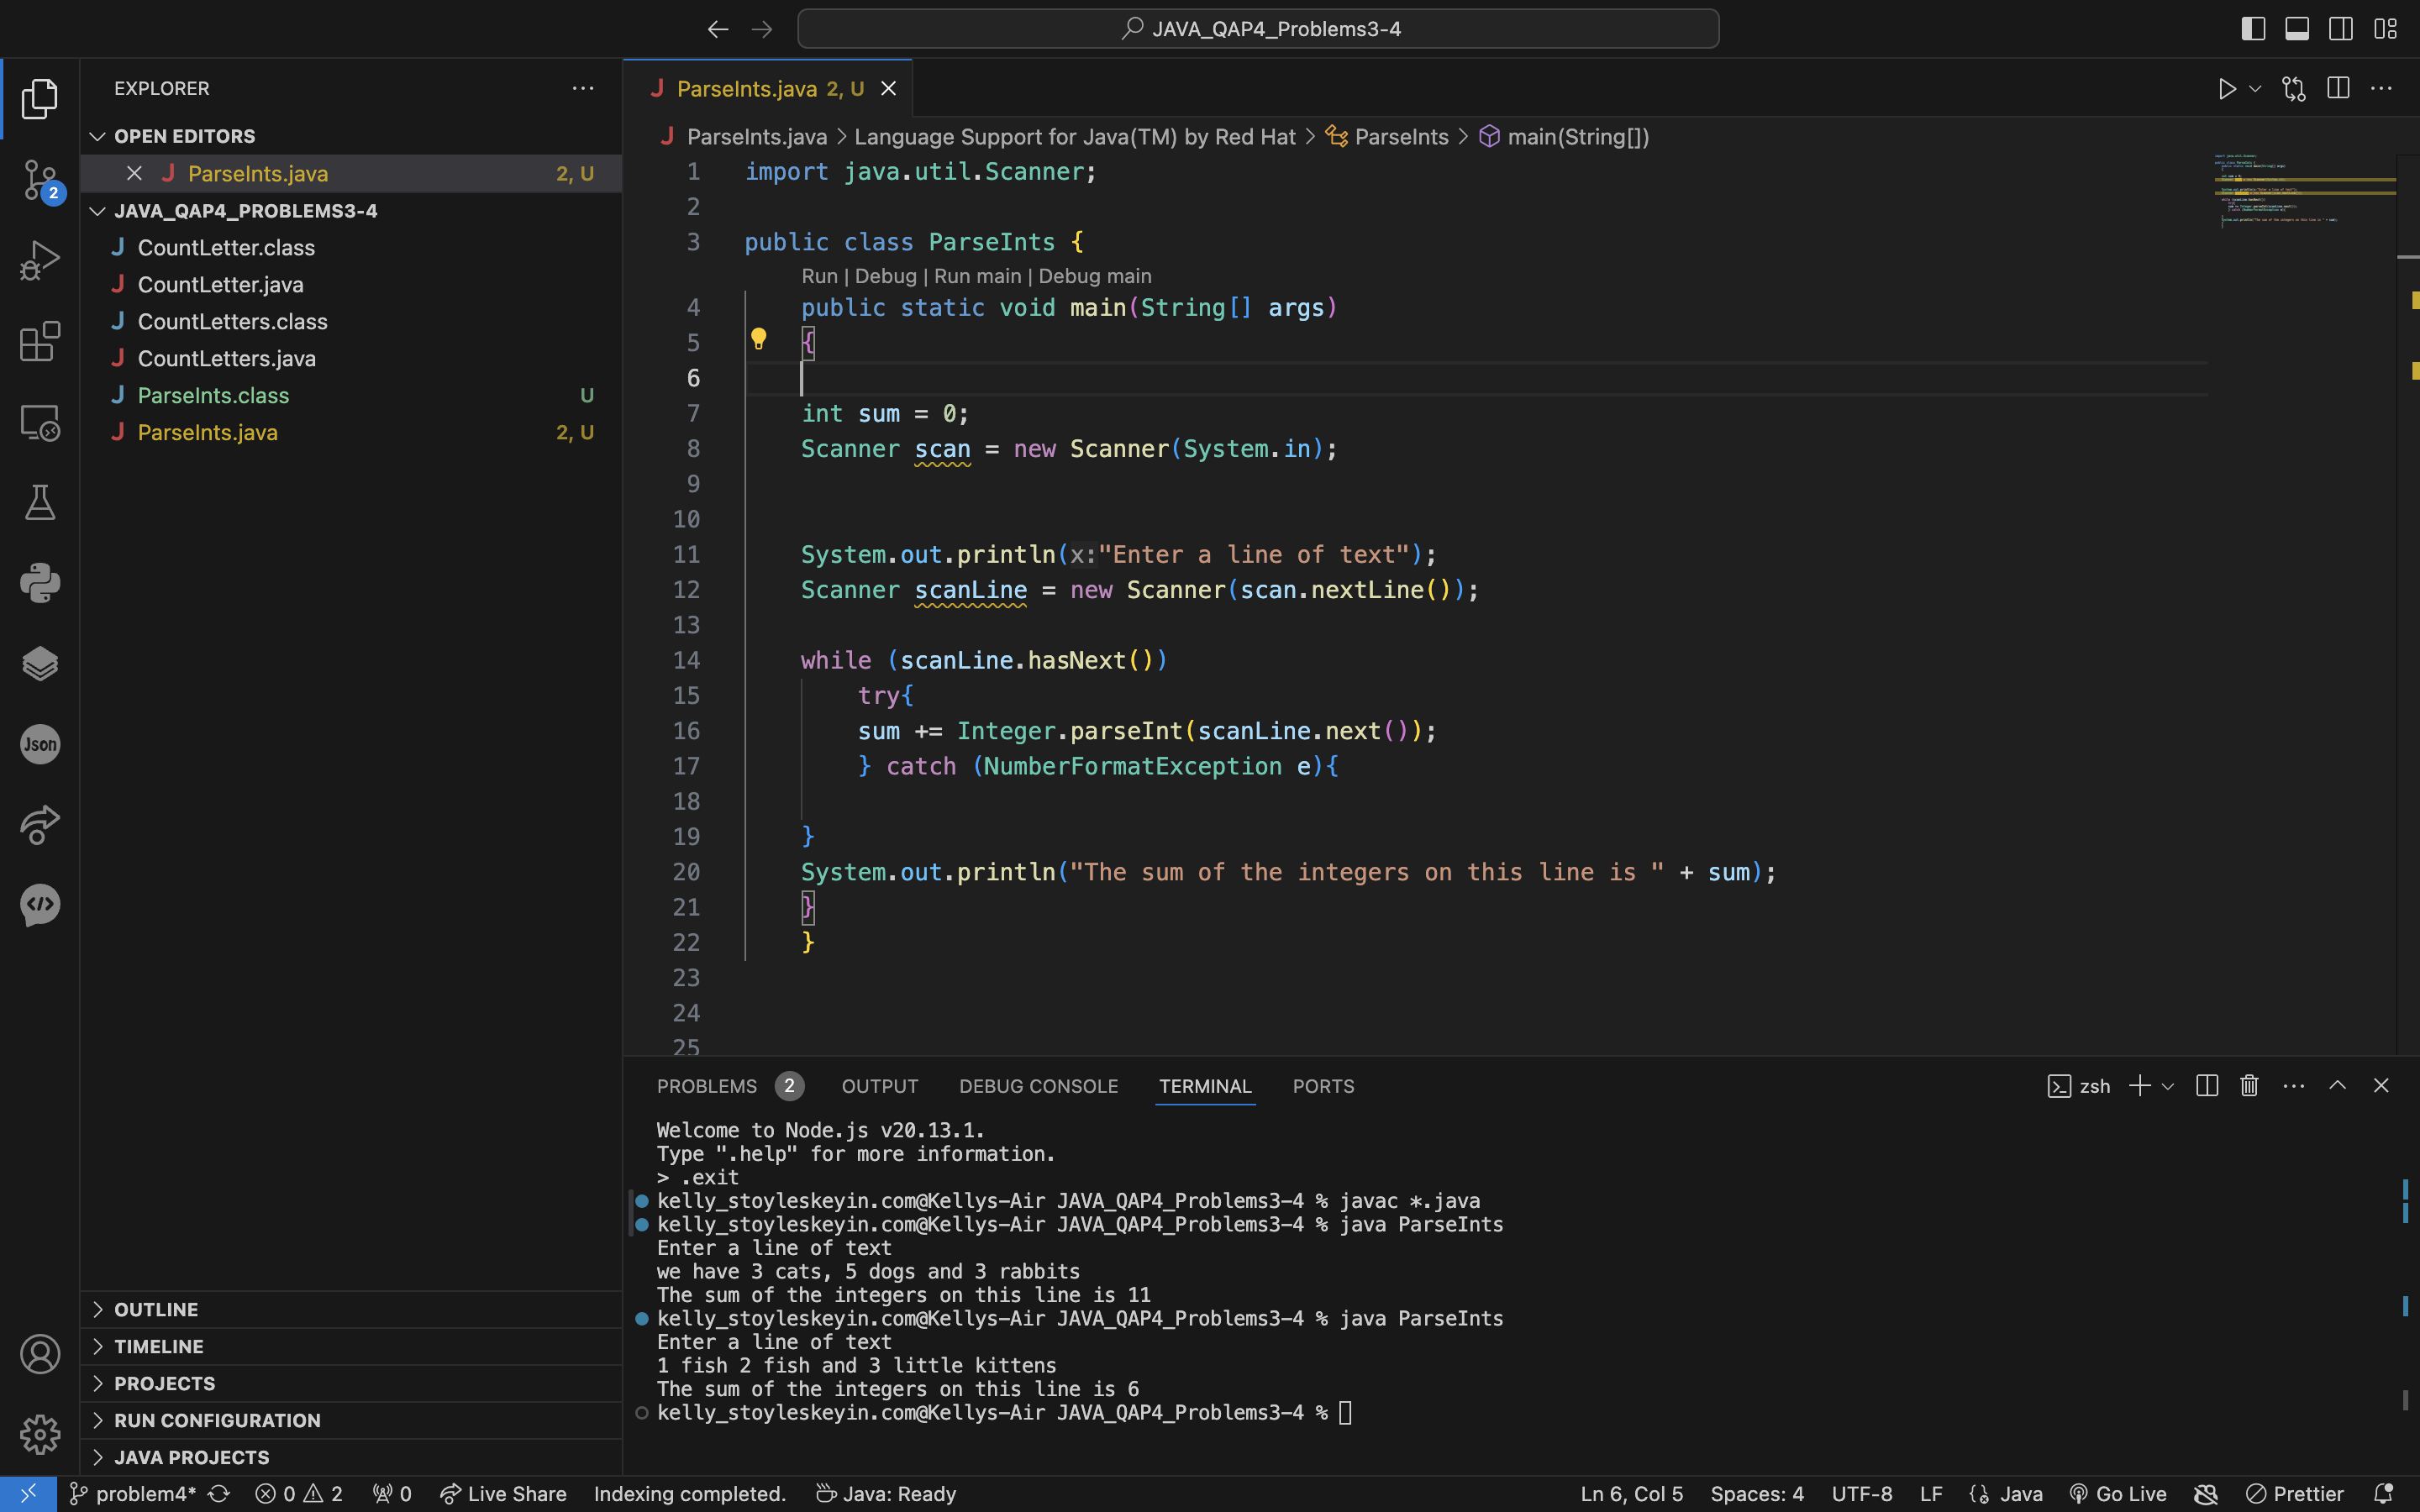 JAVA_QAP4_Problems3-4
EXPLORER
OPEN EDITORS
ParseInts.java 2, U
JAVA_QAP4_PROBLEMS3-4
CountLetter.class
CountLetter.java
CountLetters.class
CountLetters.java
ParseInts.class U
ParseInts.java 2, U
OUTLINE
TIMELINE
PROJECTS
RUN CONFIGURATION
JAVA PROJECTS
2
Json
ParseInts.java 2, U
ParseInts.java > Language Support for Java(TM) by Red Hat > ParseInts > main(String[])
1 import java.util.Scanner;
2
3 public class ParseInts {
Run | Debug | Run main | Debug main
4 public static void main(String[] args)
5 {
6
7 int sum = 0;
8 Scanner scan = new Scanner(System.in);
9
10
11 System.out.println(x:"Enter a line of text");
12 Scanner scanLine = new Scanner(scan.nextLine());
13
14 while (scanLine.hasNext())
15 try{
16 sum += Integer.parseInt(scanLine.next());
17 } catch (NumberFormatException e){
18
19 }
20 System.out.println("The sum of the integers on this line is " + sum);
21 }
22 }
23
24
25
PROBLEMS 2 OUTPUT DEBUG CONSOLE TERMINAL PORTS zsh
Welcome to Node.js v20.13.1.
Type ".help" for more information.
> .exit
kelly_stoyleskeyin.com@Kellys-Air JAVA_QAP4_Problems3-4 % javac *.java
kelly_stoyleskeyin.com@Kellys-Air JAVA_QAP4_Problems3-4 % java ParseInts
Enter a line of text
we have 3 cats, 5 dogs and 3 rabbits
The sum of the integers on this line is 11
kelly_stoyleskeyin.com@Kellys-Air JAVA_QAP4_Problems3-4 % java ParseInts
Enter a line of text
1 fish 2 fish and 3 little kittens
The sum of the integers on this line is 6
kelly_stoyleskeyin.com@Kellys-Air JAVA_QAP4_Problems3-4 %
problem4* 0 2 0 Live Share Indexing completed. Java: Ready Ln 6, Col 5 Spaces: 4 UTF-8 LF Java Go Live Prettier